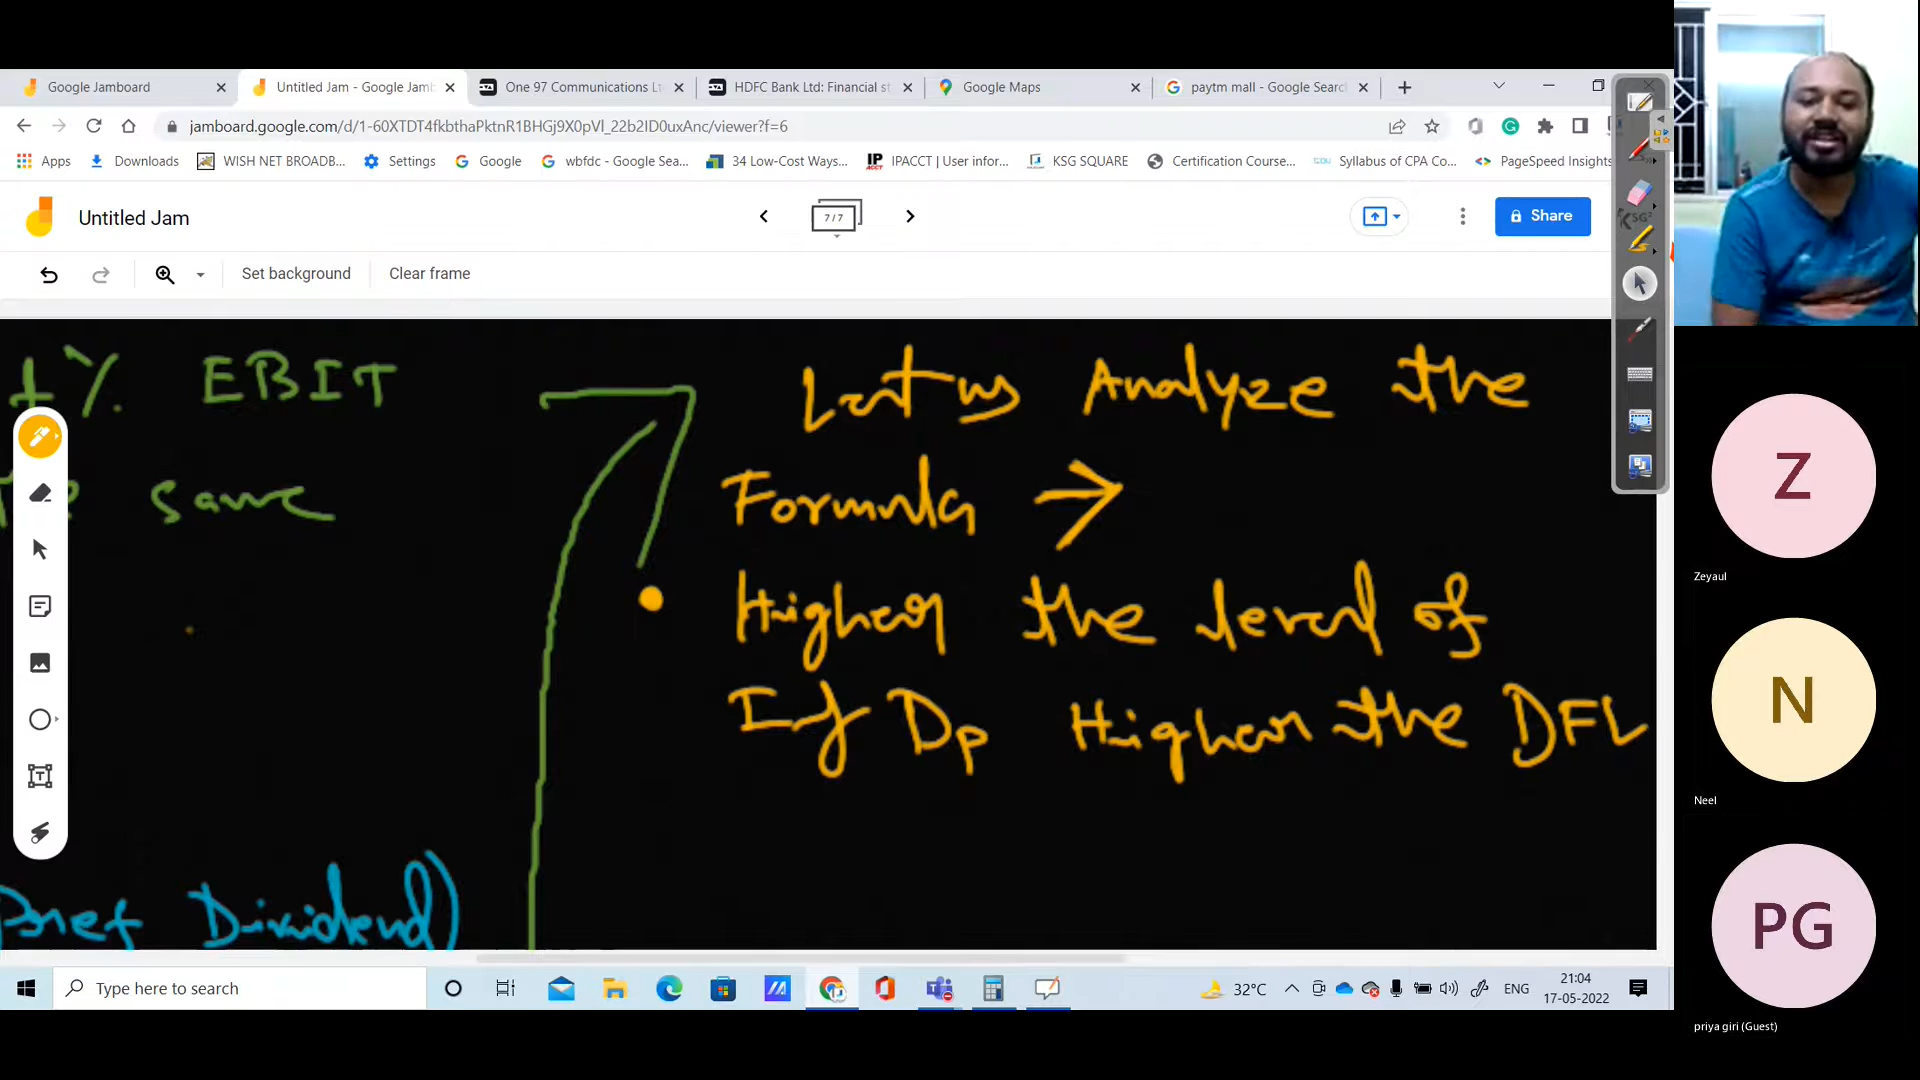 Google Jamboard
Untitled Jam - Google Jamb
One 97 Communications Lt
HDFC Bank Ltd: Financial st
Google Maps
paytm mall - Google Search
jamboard.google.com/d/1-60XTDT4fkbthaPktnR1BHGj9X0pVl_22b2ID0uxAnc/viewer?f=6
Apps
Downloads
WISH NET BROADB...
Settings
Google
wbfdc - Google Sea...
34 Low-Cost Ways...
IPACCT | User infor...
KSG SQUARE
Certification Course...
Syllabus of CPA Co...
PageSpeed Insights
Untitled Jam
7 / 7
Share
Set background
Clear frame
1% EBIT
same
Pref Dividend)
Let us Analyze the
Formula →
Higher the level of
If Dp Higher the DFL
Z
Zeyaul
N
Neel
PG
priya giri (Guest)
Type here to search
32°C
ENG
21:04
17-05-2022